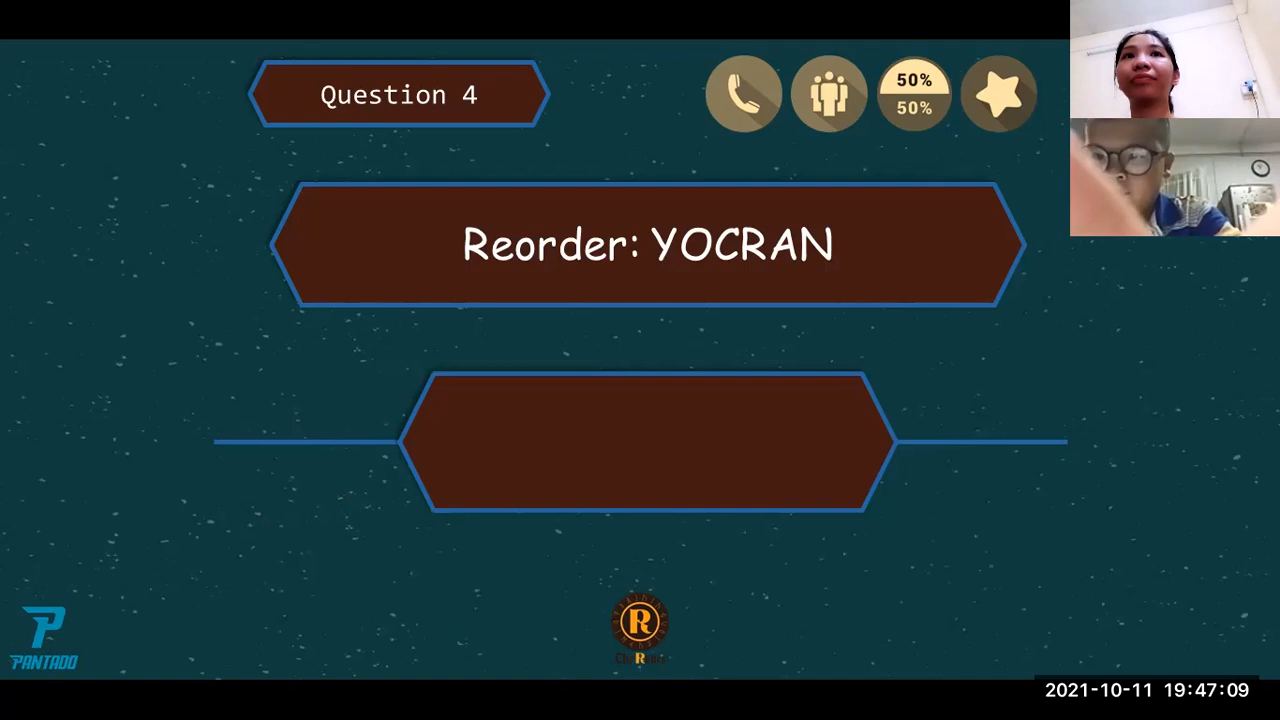 Question 4
50%
50%
Reorder: YOCRAN
R
P
PANTADO
2021-10-11 19:47:09